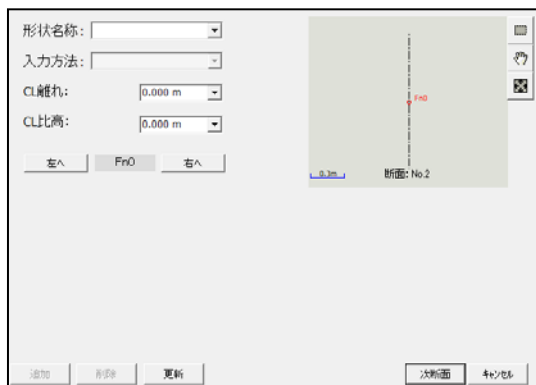 形状名称:
入力方法:
CL離れ: 0.000 m
CL比高: 0.000 m
左へ FnO 右へ
FnO
0.3m 断面: No.2
追加 削除 更新 次断面 キャンセル